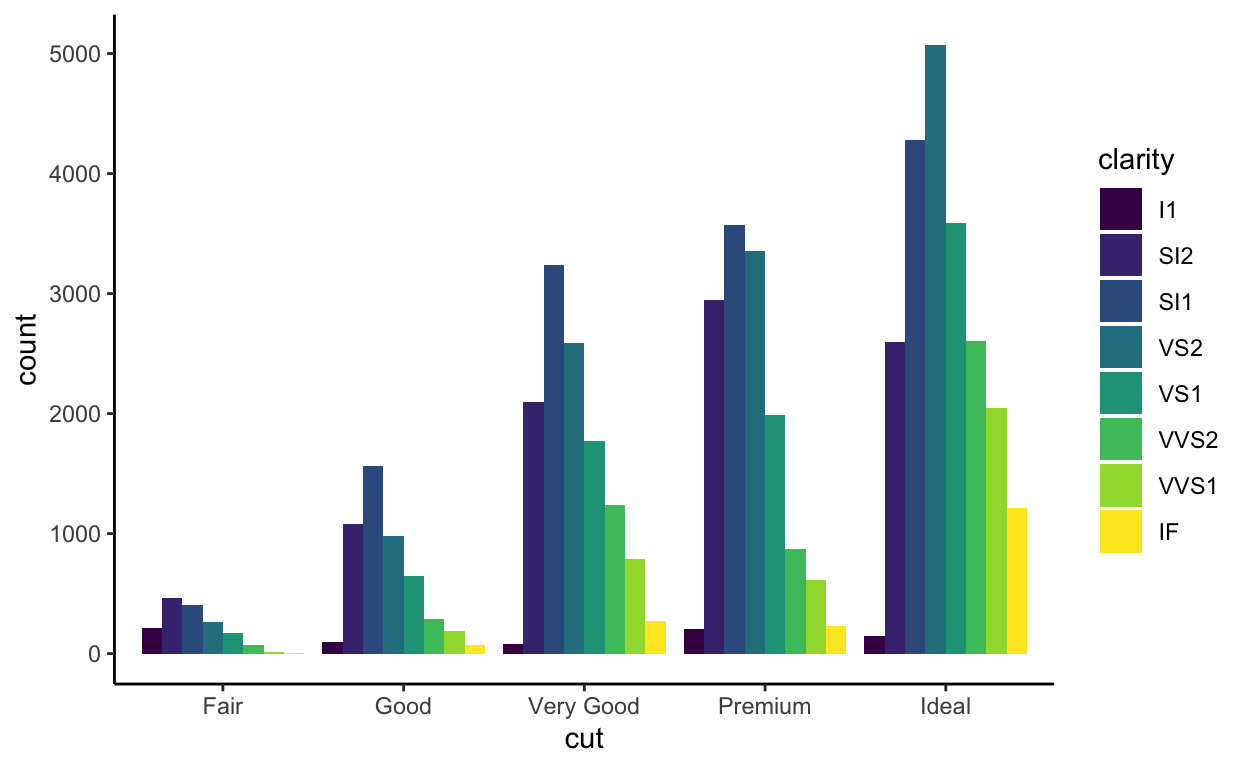 5000
4000
3000
2000
1000
0
count
Fair Good Very Good Premium Ideal
cut
clarity
I1
SI2
SI1
VS2
VS1
VVS2
VVS1
IF